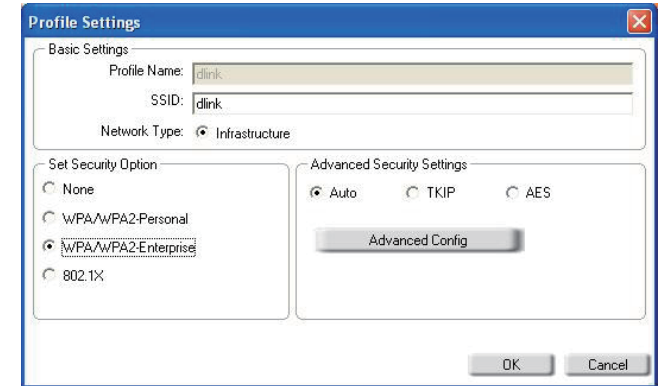 Profile Settings
Basic Settings
Profile Name: dlink
SSID: dlink
Network Type: Infrastructure
Set Security Option
None
WPA/WPA2-Personal
WPA/WPA2-Enterprise
802.1X
Advanced Security Settings
Auto TKIP AES
Advanced Config
OK Cancel